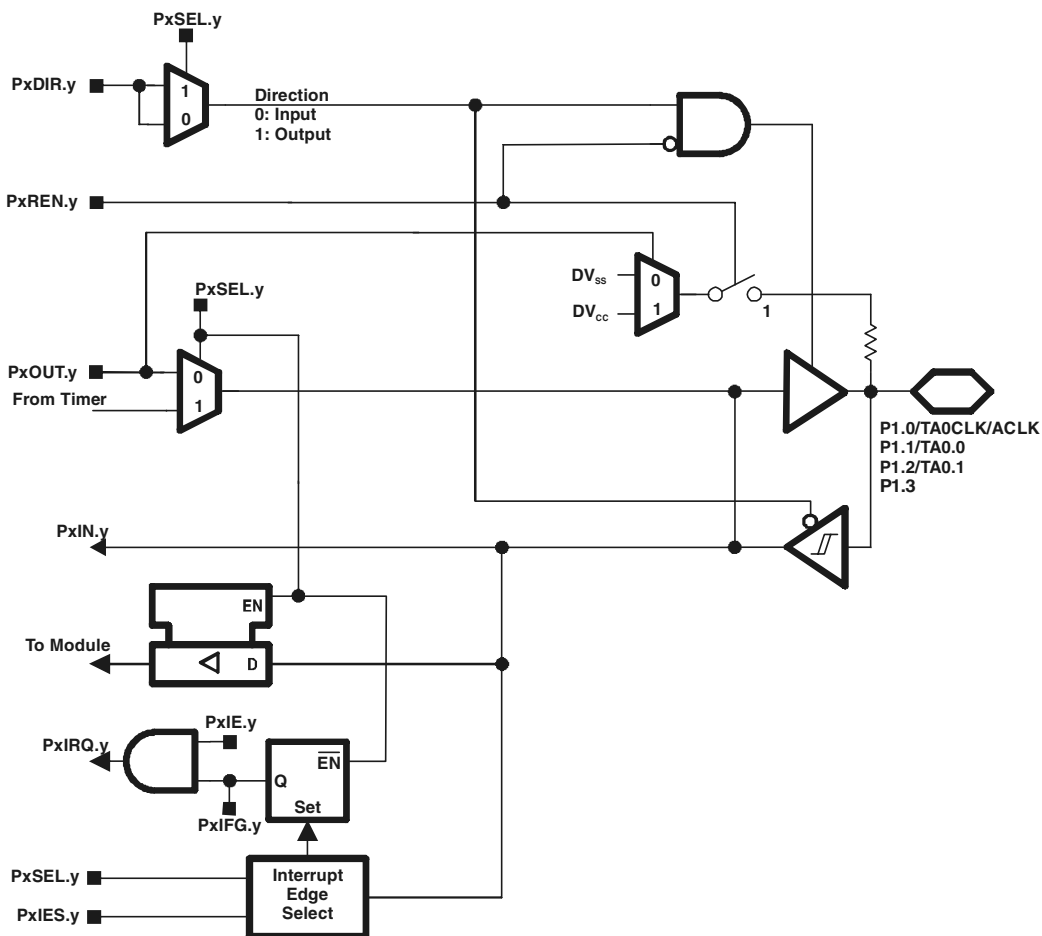 PxSEL.y
PxDIR.y
1
0
Direction
0: Input
1: Output
PxREN.y
DVSS
0
DVCC
1
1
PxSEL.y
PxOUT.y
0
From Timer
1
P1.0/TA0CLK/ACLK
P1.1/TA0.0
P1.2/TA0.1
P1.3
PxIN.y
EN
To Module
D
PxIE.y
PxIRQ.y
EN
Q
Set
PxIFG.y
PxSEL.y
PxIES.y
Interrupt
Edge
Select